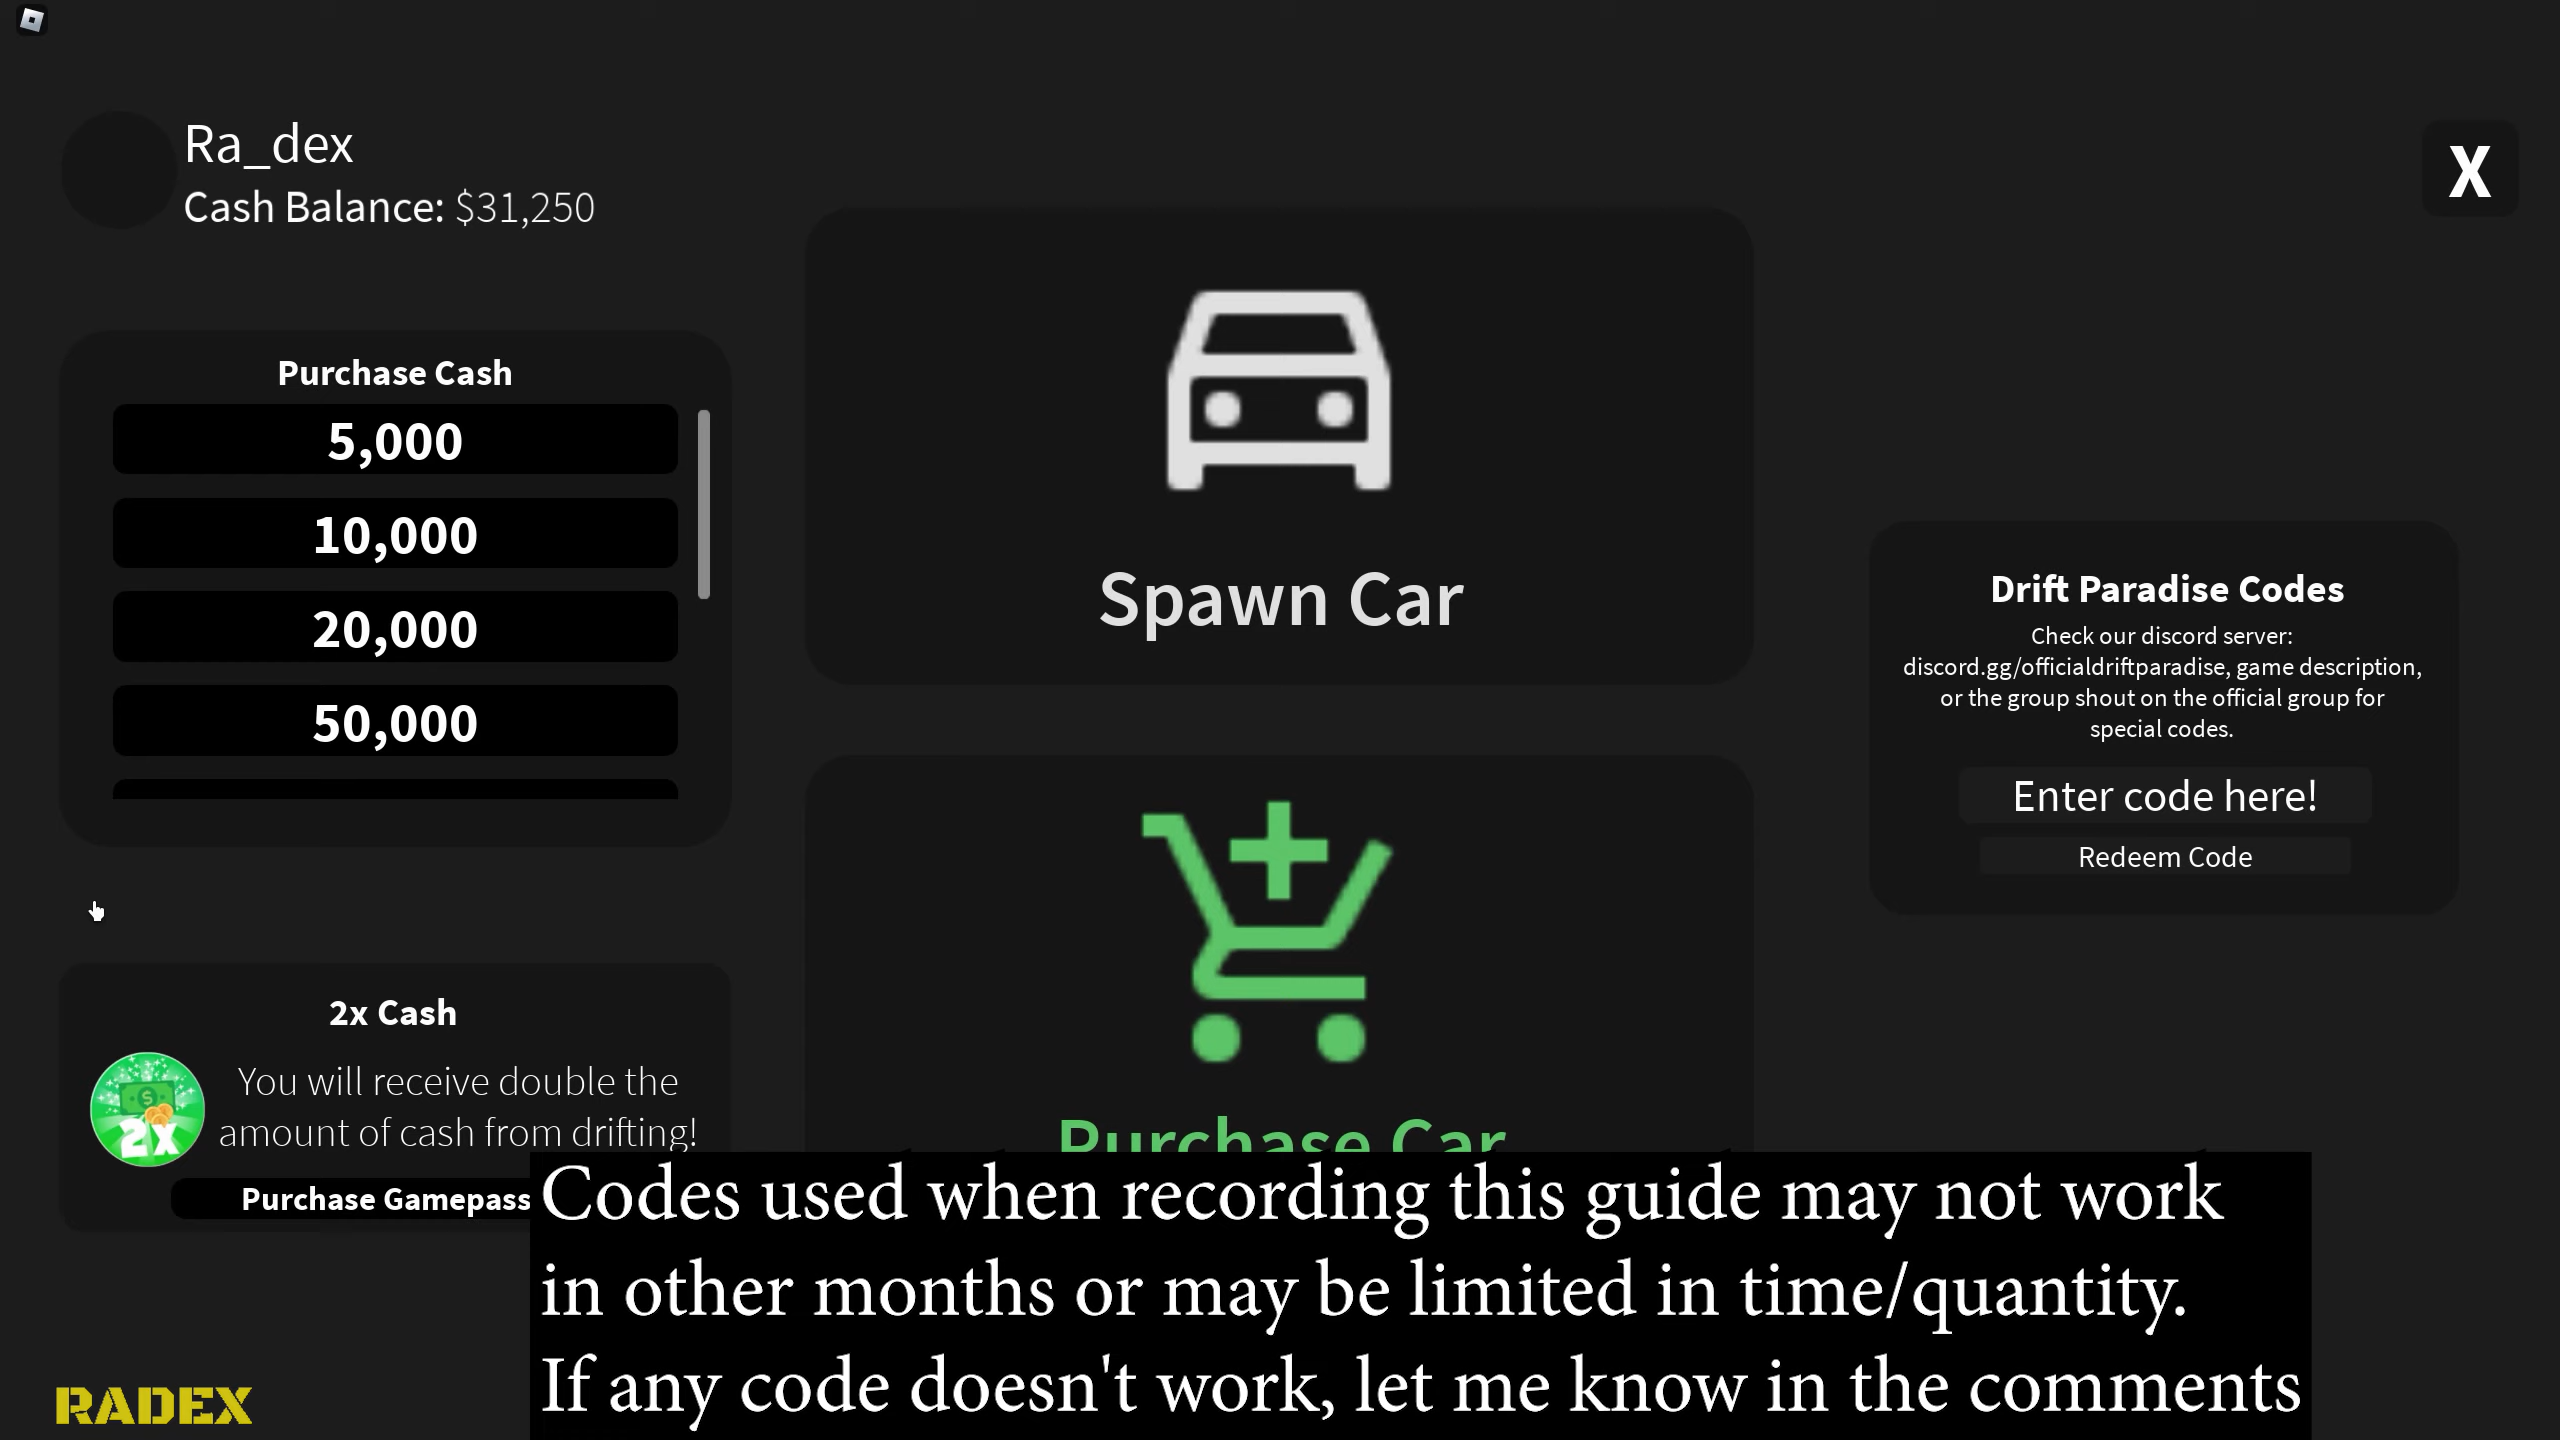 Ra_dex
Cash Balance: $31,250
X
Purchase Cash
5,000
10,000
20,000
50,000
Spawn Car
Drift Paradise Codes
Check our discord server:
discord.gg/officialdriftparadise, game description,
or the group shout on the official group for
special codes.
Enter code here!
Redeem Code
2x Cash
2X
You will receive double the
amount of cash from drifting!
Purchase Gamepass
Purchase Car
Codes used when recording this guide may not work
in other months or may be limited in time/quantity.
If any code doesn't work, let me know in the comments
RADEX